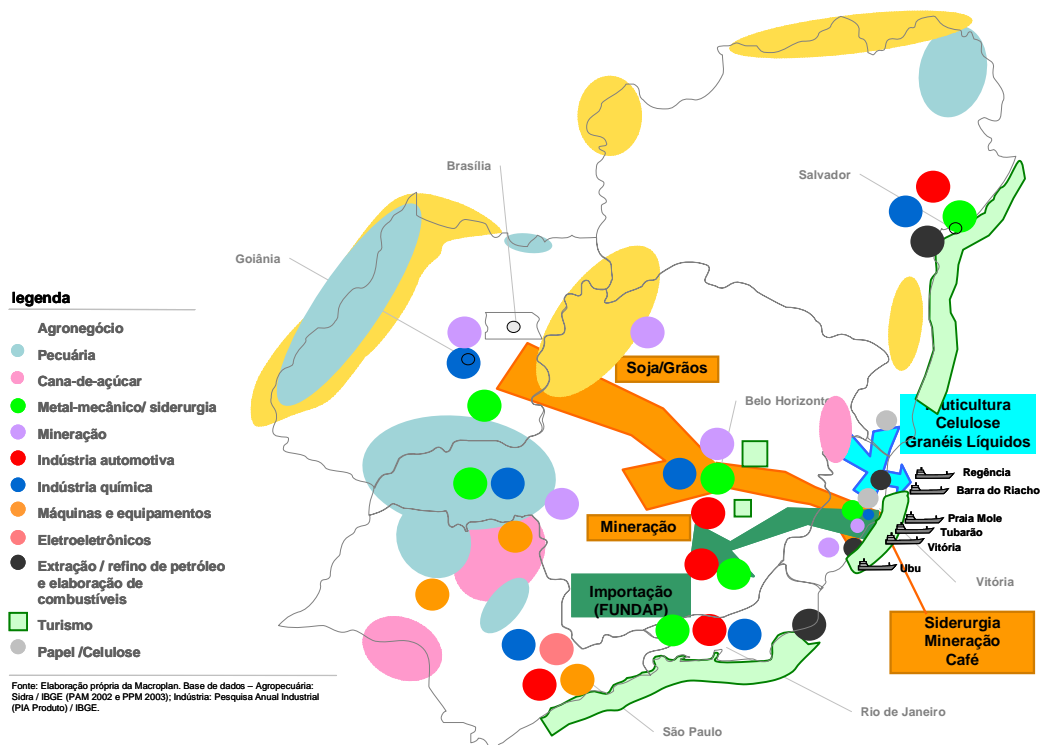 Brasília
Salvador
Goiânia
legenda
Agronegócio
Pecuária
Cana-de-açúcar
Metal-mecânico/ siderurgia
Mineração
Indústria automotiva
Indústria química
Máquinas e equipamentos
Eletroeletrônicos
Extração / refino de petróleo
e elaboração de
combustíveis
Turismo
Papel /Celulose
Fonte: Elaboração própria da Macroplan. Base de dados – Agropecuária:
Sidra / IBGE (PAM 2002 e PPM 2003); Indústria: Pesquisa Anual Industrial
(PIA Produto) / IBGE.
Soja/Grãos
Belo Horizonte
Celulose
Granéis Líquidos
Regência
Barra do Riacho
Praia Mole
Tubarão
Vitória
Ubu
Mineração
Importação
(FUNDAP)
Vitória
Siderurgia
Mineração
Café
Rio de Janeiro
São Paulo